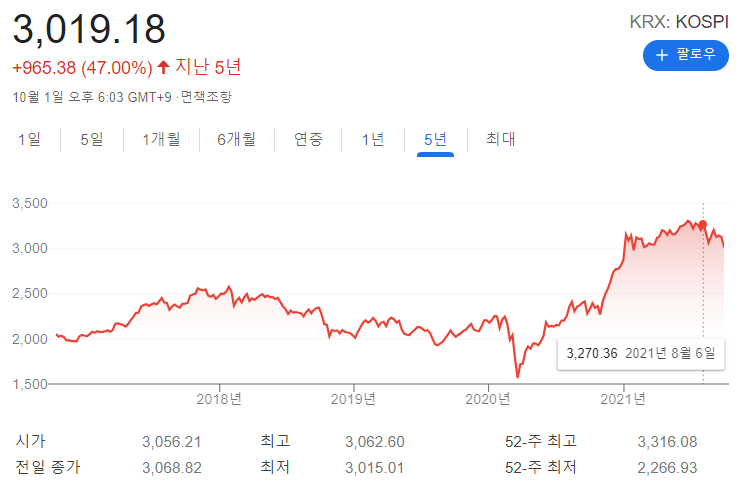 3,019.18
KRX: KOSPI
+965.38 (47.00%) 지난 5년
+ 팔로우
10월 1일 오후 6:03 GMT+9 · 면책조항
1일 5일 1개월 6개월 연중 1년 5년 최대
3,500
3,000
2,500
2,000
3,270.36 2021년 8월 6일
1,500
2018년 2019년 2020년 2021년
시가 3,056.21 최고 3,062.60 52-주 최고 3,316.08
전일 종가 3,068.82 최저 3,015.01 52-주 최저 2,266.93